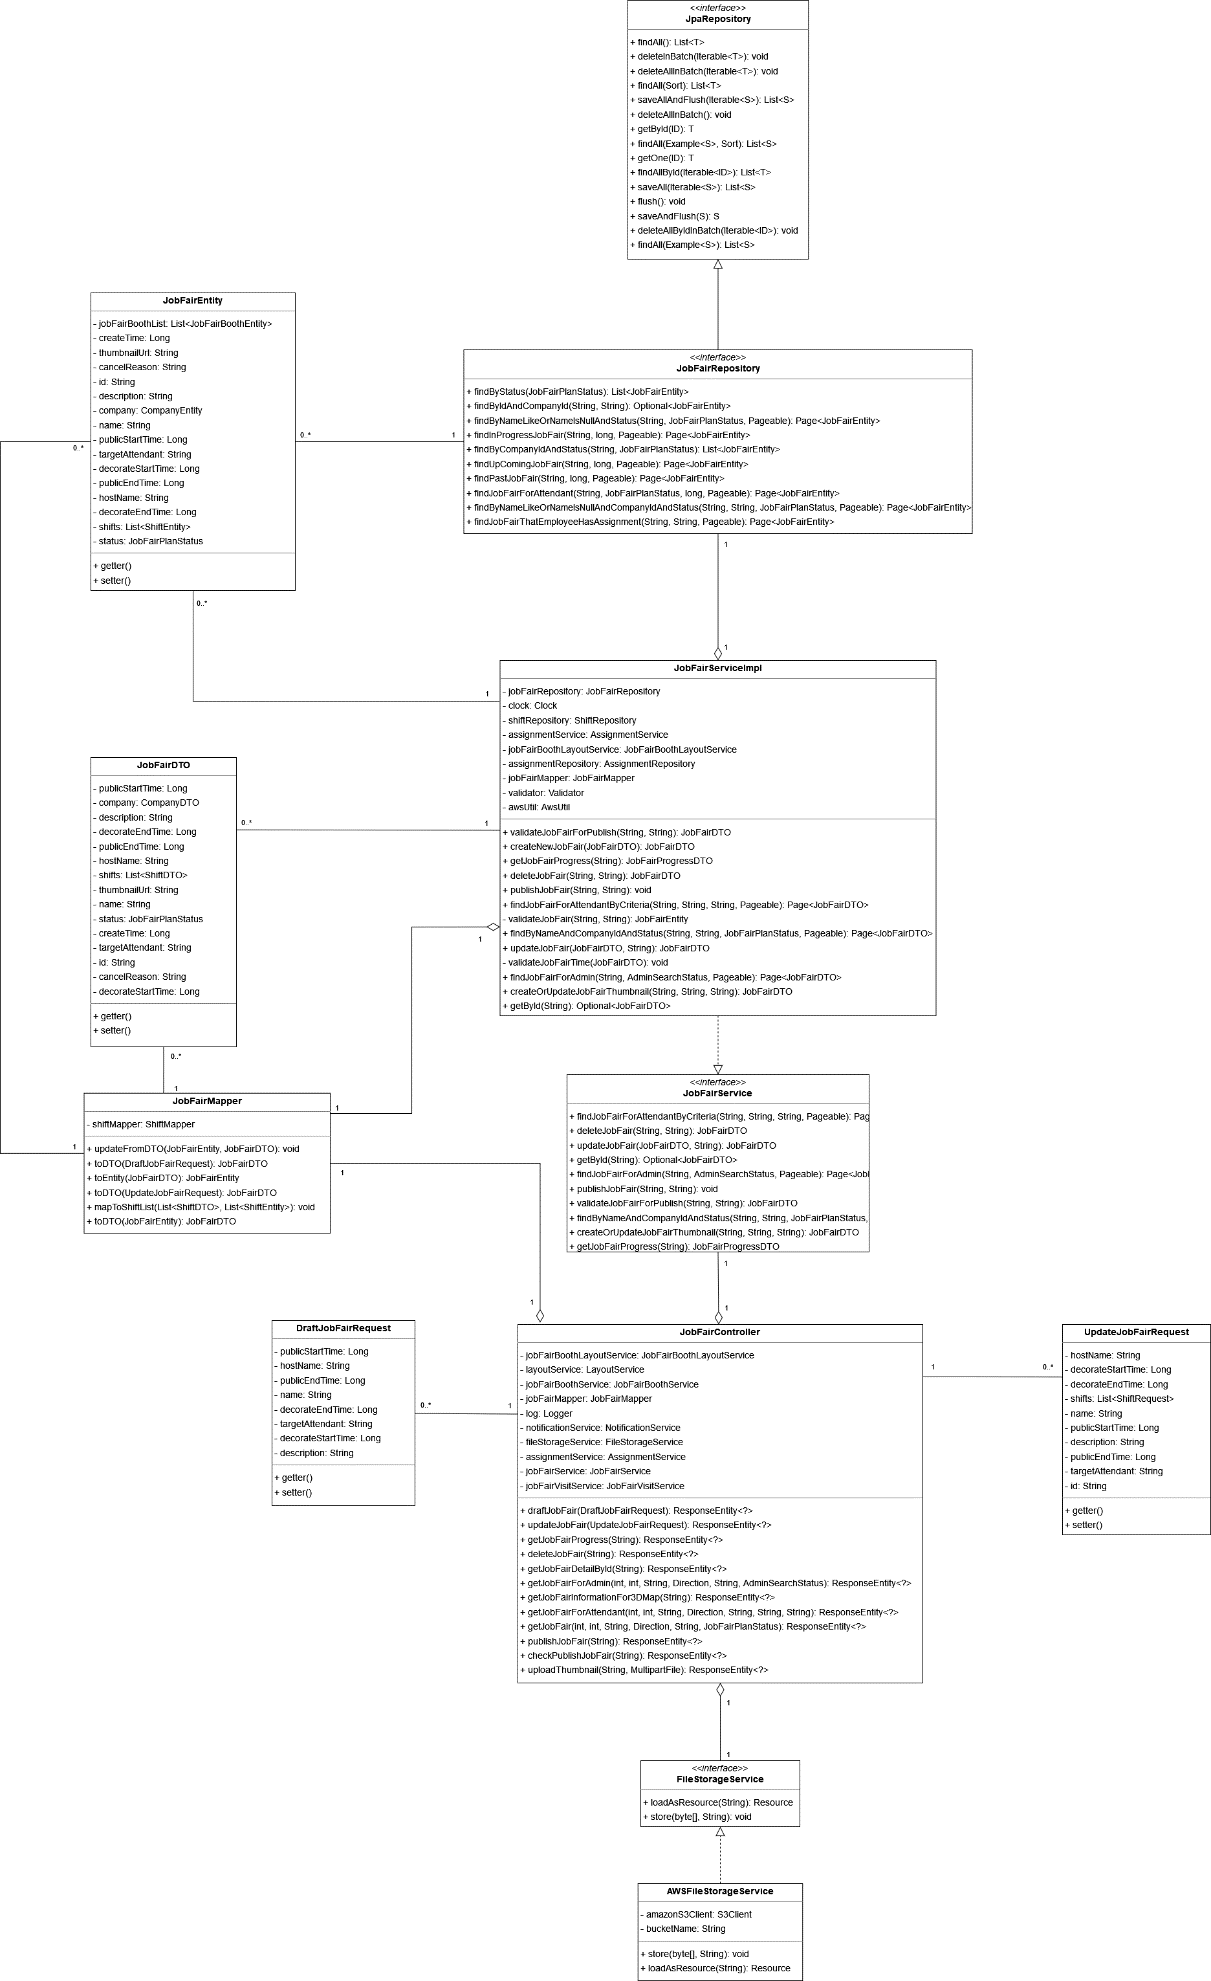 <<interface>>
JpaRepository
+ findAll(): List<T>
+ deleteInBatch(Iterable<T>): void
+ deleteAllInBatch(Iterable<T>): void
+ findAll(Sort): List<T>
+ saveAllAndFlush(Iterable<S>): List<S>
+ deleteAllInBatch(): void
+ getById(ID): T
+ findAll(Example<S>, Sort): List<S>
+ getOne(ID): T
+ findAllById(Iterable<ID>): List<T>
+ saveAll(Iterable<S>): List<S>
+ flush(): void
+ saveAndFlush(S): S
+ deleteAllByIdInBatch(Iterable<ID>): void
+ findAll(Example<S>): List<S>
JobFairEntity
- jobFairBoothList: List<JobFairBoothEntity>
- createTime: Long
- thumbnailUrl: String
- cancelReason: String
- id: String
- description: String
- company: CompanyEntity
- name: String
- publicStartTime: Long
- targetAttendant: String
- decorateStartTime: Long
- publicEndTime: Long
- hostName: String
- decorateEndTime: Long
- shifts: List<ShiftEntity>
- status: JobFairPlanStatus
+ getter()
+ setter()
0..*
0..*
1
0..*
<<interface>>
JobFairRepository
+ findByStatus(JobFairPlanStatus): List<JobFairEntity>
+ findByIdAndCompanyId(String, String): Optional<JobFairEntity>
+ findByNameLikeOrNameIsNullAndStatus(String, JobFairPlanStatus, Pageable): Page<JobFairEntity>
+ findInProgressJobFair(String, long, Pageable): Page<JobFairEntity>
+ findByCompanyIdAndStatus(String, JobFairPlanStatus): List<JobFairEntity>
+ findUpComingJobFair(String, long, Pageable): Page<JobFairEntity>
+ findPastJobFair(String, long, Pageable): Page<JobFairEntity>
+ findJobFairForAttendant(String, JobFairPlanStatus, long, Pageable): Page<JobFairEntity>
+ findByNameLikeOrNameIsNullAndCompanyIdAndStatus(String, String, JobFairPlanStatus, Pageable): Page<JobFairEntity>
+ findJobFairThatEmployeeHasAssignment(String, String, Pageable): Page<JobFairEntity>
1
1
JobFairServiceImpl
- jobFairRepository: JobFairRepository
- clock: Clock
- shiftRepository: ShiftRepository
- assignmentService: AssignmentService
- jobFairBoothLayoutService: JobFairBoothLayoutService
- assignmentRepository: AssignmentRepository
- jobFairMapper: JobFairMapper
- validator: Validator
- awsUtil: AwsUtil
+ validateJobFairForPublish(String, String): JobFairDTO
+ createNewJobFair(JobFairDTO): JobFairDTO
+ getJobFairProgress(String): JobFairProgressDTO
+ deleteJobFair(String, String): JobFairDTO
+ publishJobFair(String, String): void
+ findJobFairForAttendantByCriteria(String, String, String, Pageable): Page<JobFairDTO>
- validateJobFair(String, String): JobFairEntity
+ findByNameAndCompanyIdAndStatus(String, String, JobFairPlanStatus, Pageable): Page<JobFairDTO>
+ updateJobFair(JobFairDTO, String): JobFairDTO
- validateJobFairTime(JobFairDTO): void
+ findJobFairForAdmin(String, AdminSearchStatus, Pageable): Page<JobFairDTO>
+ createOrUpdateJobFairThumbnail(String, String, String): JobFairDTO
+ getById(String): Optional<JobFairDTO>
1
1
1
JobFairDTO
- publicStartTime: Long
- company: CompanyDTO
- description: String
- decorateEndTime: Long
- publicEndTime: Long
- hostName: String
- shifts: List<ShiftDTO>
- thumbnailUrl: String
- name: String
- status: JobFairPlanStatus
- createTime: Long
- targetAttendant: String
- id: String
- cancelReason: String
- decorateStartTime: Long
+ getter()
+ setter()
0..*
0..*
1
JobFairMapper
- shiftMapper: ShiftMapper
+ updateFromDTO(JobFairEntity, JobFairDTO): void
+ toDTO(DraftJobFairRequest): JobFairDTO
+ toEntity(JobFairDTO): JobFairEntity
+ toDTO(UpdateJobFairRequest): JobFairDTO
+ mapToShiftList(List<ShiftDTO>, List<ShiftEntity>): void
+ toDTO(JobFairEntity): JobFairDTO
1
1
1
<<interface>>
JobFairService
+ findJobFairForAttendantByCriteria(String, String, String, Pageable): Pag
+ deleteJobFair(String, String): JobFairDTO
+ updateJobFair(JobFairDTO, String): JobFairDTO
+ getById(String): Optional<JobFairDTO>
+ findJobFairForAdmin(String, AdminSearchStatus, Pageable): Page<Jobl
+ publishJobFair(String, String): void
+ validateJobFairForPublish(String, String): JobFairDTO
+ findByNameAndCompanyIdAndStatus(String, String, JobFairPlanStatus,
+ createOrUpdateJobFairThumbnail(String, String, String): JobFairDTO
+ getJobFairProgress(String): JobFairProgressDTO
1
1
1
DraftJobFairRequest
- publicStartTime: Long
- hostName: String
- publicEndTime: Long
- name: String
- decorateEndTime: Long
- targetAttendant: String
- decorateStartTime: Long
- description: String
+ getter()
+ setter()
0..*
1
JobFairController
- jobFairBoothLayoutService: JobFairBoothLayoutService
- layoutService: LayoutService
- jobFairBoothService: JobFairBoothService
- jobFairMapper: JobFairMapper
- log: Logger
- notificationService: NotificationService
- fileStorageService: FileStorageService
- assignmentService: AssignmentService
- jobFairService: JobFairService
- jobFairVisitService: JobFairVisitService
+ draftJobFair(DraftJobFairRequest): ResponseEntity<?>
+ updateJobFair(UpdateJobFairRequest): ResponseEntity<?>
+ getJobFairProgress(String): ResponseEntity<?>
+ deleteJobFair(String): ResponseEntity<?>
+ getJobFairDetailById(String): ResponseEntity<?>
+ getJobFairForAdmin(int, int, String, Direction, String, AdminSearchStatus): ResponseEntity<?>
+ getJobFairInformationFor3DMap(String): ResponseEntity<?>
+ getJobFairForAttendant(int, int, String, Direction, String, String, String): ResponseEntity<?>
+ getJobFair(int, int, String, Direction, String, JobFairPlanStatus): ResponseEntity<?>
+ publishJobFair(String): ResponseEntity<?>
+ checkPublishJobFair(String): ResponseEntity<?>
+ uploadThumbnail(String, MultipartFile): ResponseEntity<?>
1
0..*
UpdateJobFairRequest
- hostName: String
- decorateStartTime: Long
- decorateEndTime: Long
- shifts: List<ShiftRequest>
- name: String
- publicStartTime: Long
- description: String
- publicEndTime: Long
- targetAttendant: String
- id: String
+ getter()
+ setter()
1
1
<<interface>>
FileStorageService
+ loadAsResource(String): Resource
+ store(byte[], String): void
AWSFileStorageService
- amazonS3Client: S3Client
- bucketName: String
+ store(byte[], String): void
+ loadAsResource(String): Resource